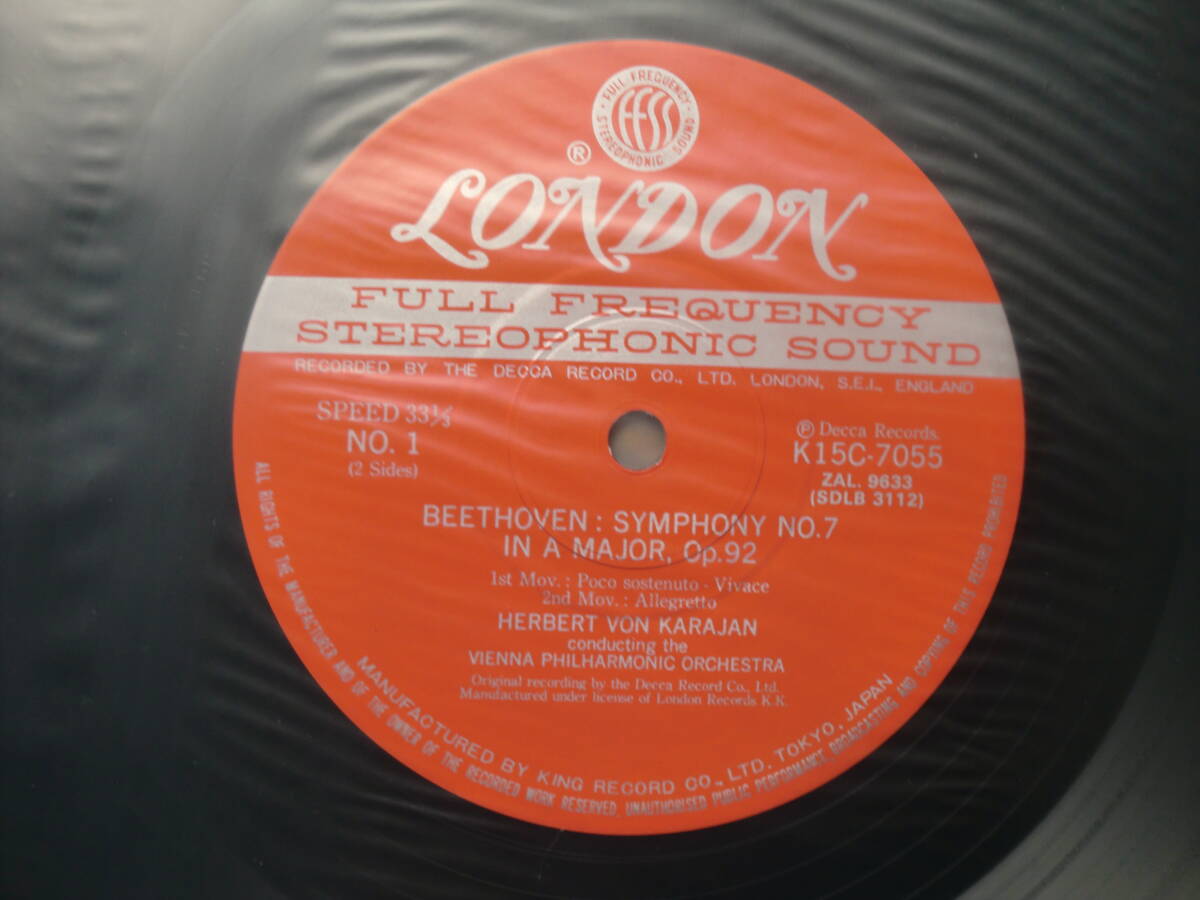 FULL FREQUENCY
FFSS
STEREOPHONIC SOUND
®
LONDON
FULL FREQUENCY
STEREOPHONIC SOUND
RECORDED BY THE DECCA RECORD CO., LTD. LONDON, S.E.I., ENGLAND
SPEED 33⅓
NO. 1
(2 Sides)
℗ Decca Records.
K15C-7055
ZAL. 9633
(SDLB 3112)
BEETHOVEN : SYMPHONY NO.7
IN A MAJOR, Op.92
1st Mov. : Poco sostenuto - Vivace
2nd Mov. : Allegretto
HERBERT VON KARAJAN
conducting the
VIENNA PHILHARMONIC ORCHESTRA
Original recording by the Decca Record Co., Ltd.
Manufactured under license of London Records K.K.
MANUFACTURED BY KING RECORD CO., LTD. TOKYO, JAPAN
ALL RIGHTS OF THE MANUFACTURER AND OF THE OWNER OF THE RECORDED WORK RESERVED, UNAUTHORISED PUBLIC PERFORMANCE, BROADCASTING AND COPYING OF THIS RECORD PROHIBITED